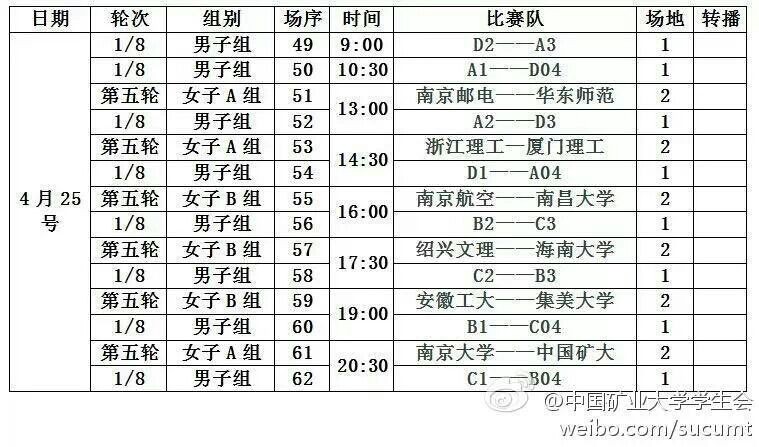 日期 轮次 组别 场序 时间 比赛队 场地 转播
4月25号
1/8 男子组 49 9:00 D2——A3 1
1/8 男子组 50 10:30 A1——D04 1
第五轮 女子A组 51 13:00 南京邮电——华东师范 2
1/8 男子组 52 A2——D3 1
第五轮 女子A组 53 14:30 浙江理工—厦门理工 2
1/8 男子组 54 D1——A04 1
第五轮 女子B组 55 16:00 南京航空——南昌大学 2
1/8 男子组 56 B2——C3 1
第五轮 女子B组 57 17:30 绍兴文理——海南大学 2
1/8 男子组 58 C2——B3 1
第五轮 女子B组 59 19:00 安徽工大——集美大学 2
1/8 男子组 60 B1——C04 1
第五轮 女子A组 61 20:30 南京大学——中国矿大 2
1/8 男子组 62 C1——B04 1
@中国矿业大学学生会
weibo.com/sucumt